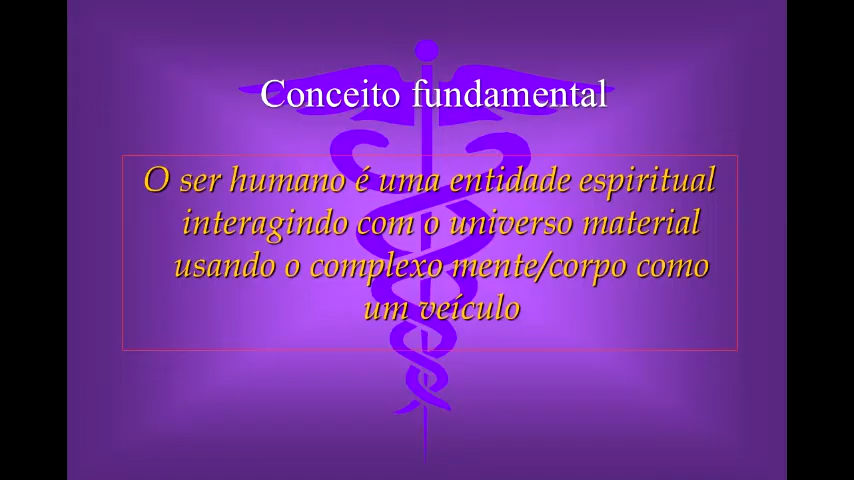 Conceito fundamental
O ser humano é uma entidade espiritual
interagindo com o universo material
usando o complexo mente/corpo como
um veículo